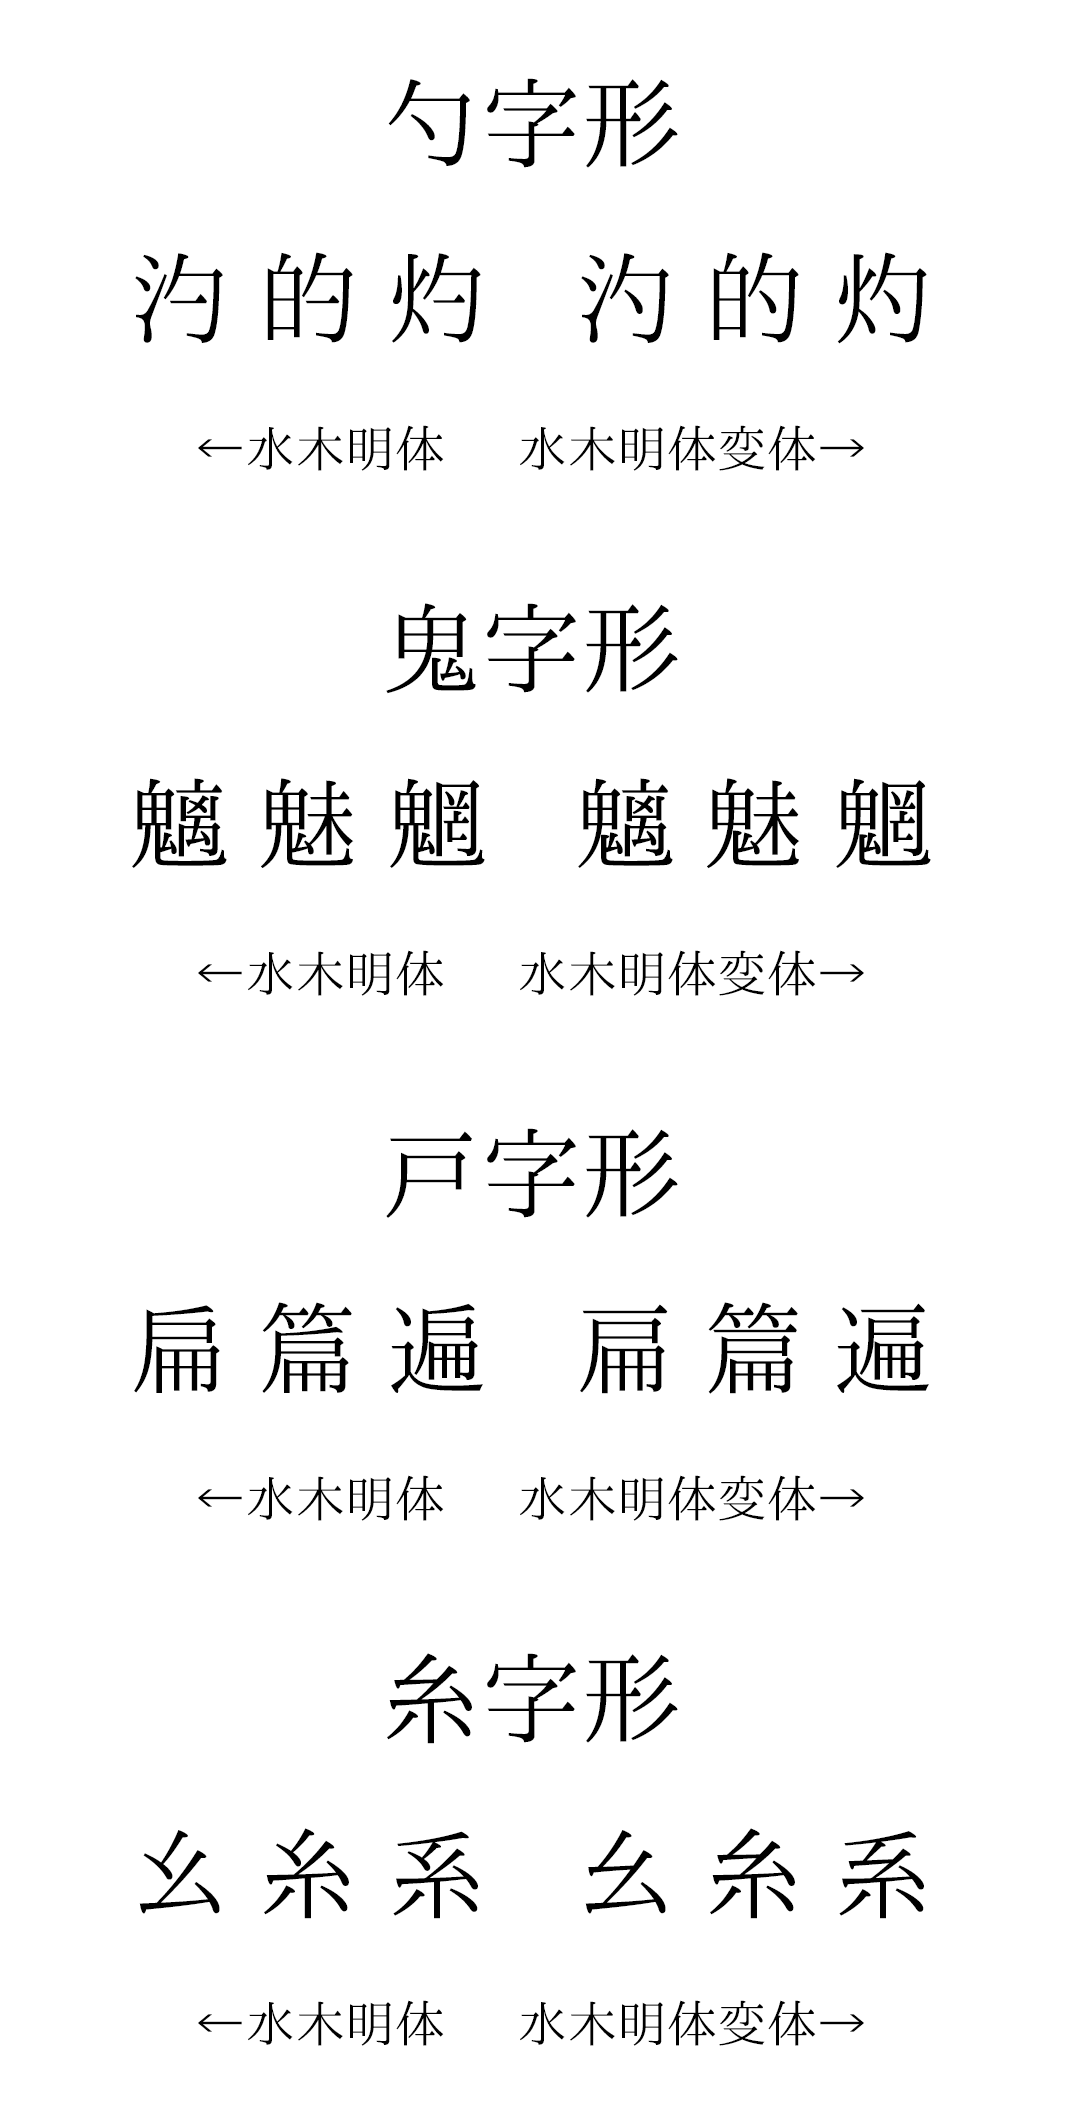 勺字形
汋 的 灼 汋 的 灼
←水木明体 水木明体変体→
鬼字形
魑 魅 魍 魑 魅 魍
←水木明体 水木明体変体→
戸字形
扁 篇 遍 扁 篇 遍
←水木明体 水木明体変体→
糸字形
幺 糸 系 幺 糸 系
←水木明体 水木明体変体→